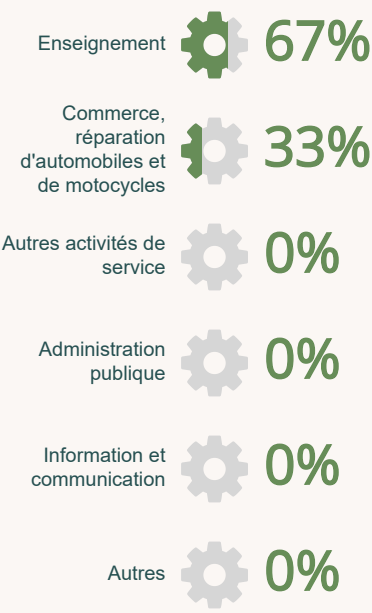 Enseignement
67%
Commerce,
réparation
d'automobiles et
de motocycles
33%
Autres activités de
service
0%
Administration
publique
0%
Information et
communication
0%
Autres
0%